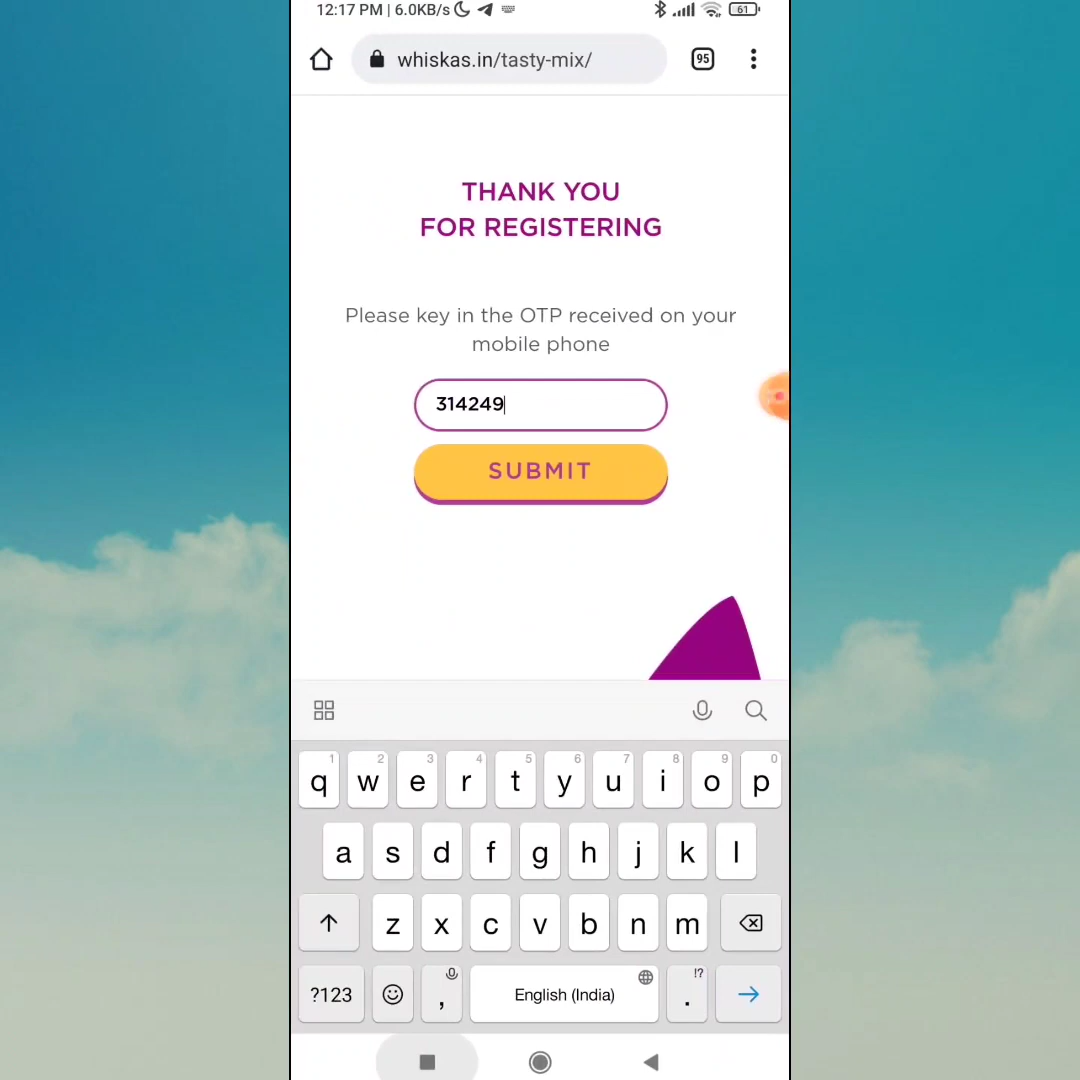 12:17 PM | 6.0KB/s 61
whiskas.in/tasty-mix/ 95
THANK YOU
FOR REGISTERING
Please key in the OTP received on your
mobile phone
314249
SUBMIT
1 2 3 4 5 6 7 8 9 0
q w e r t y u i o p
a s d f g h j k l
z x c v b n m
?123 , English (India) . !?